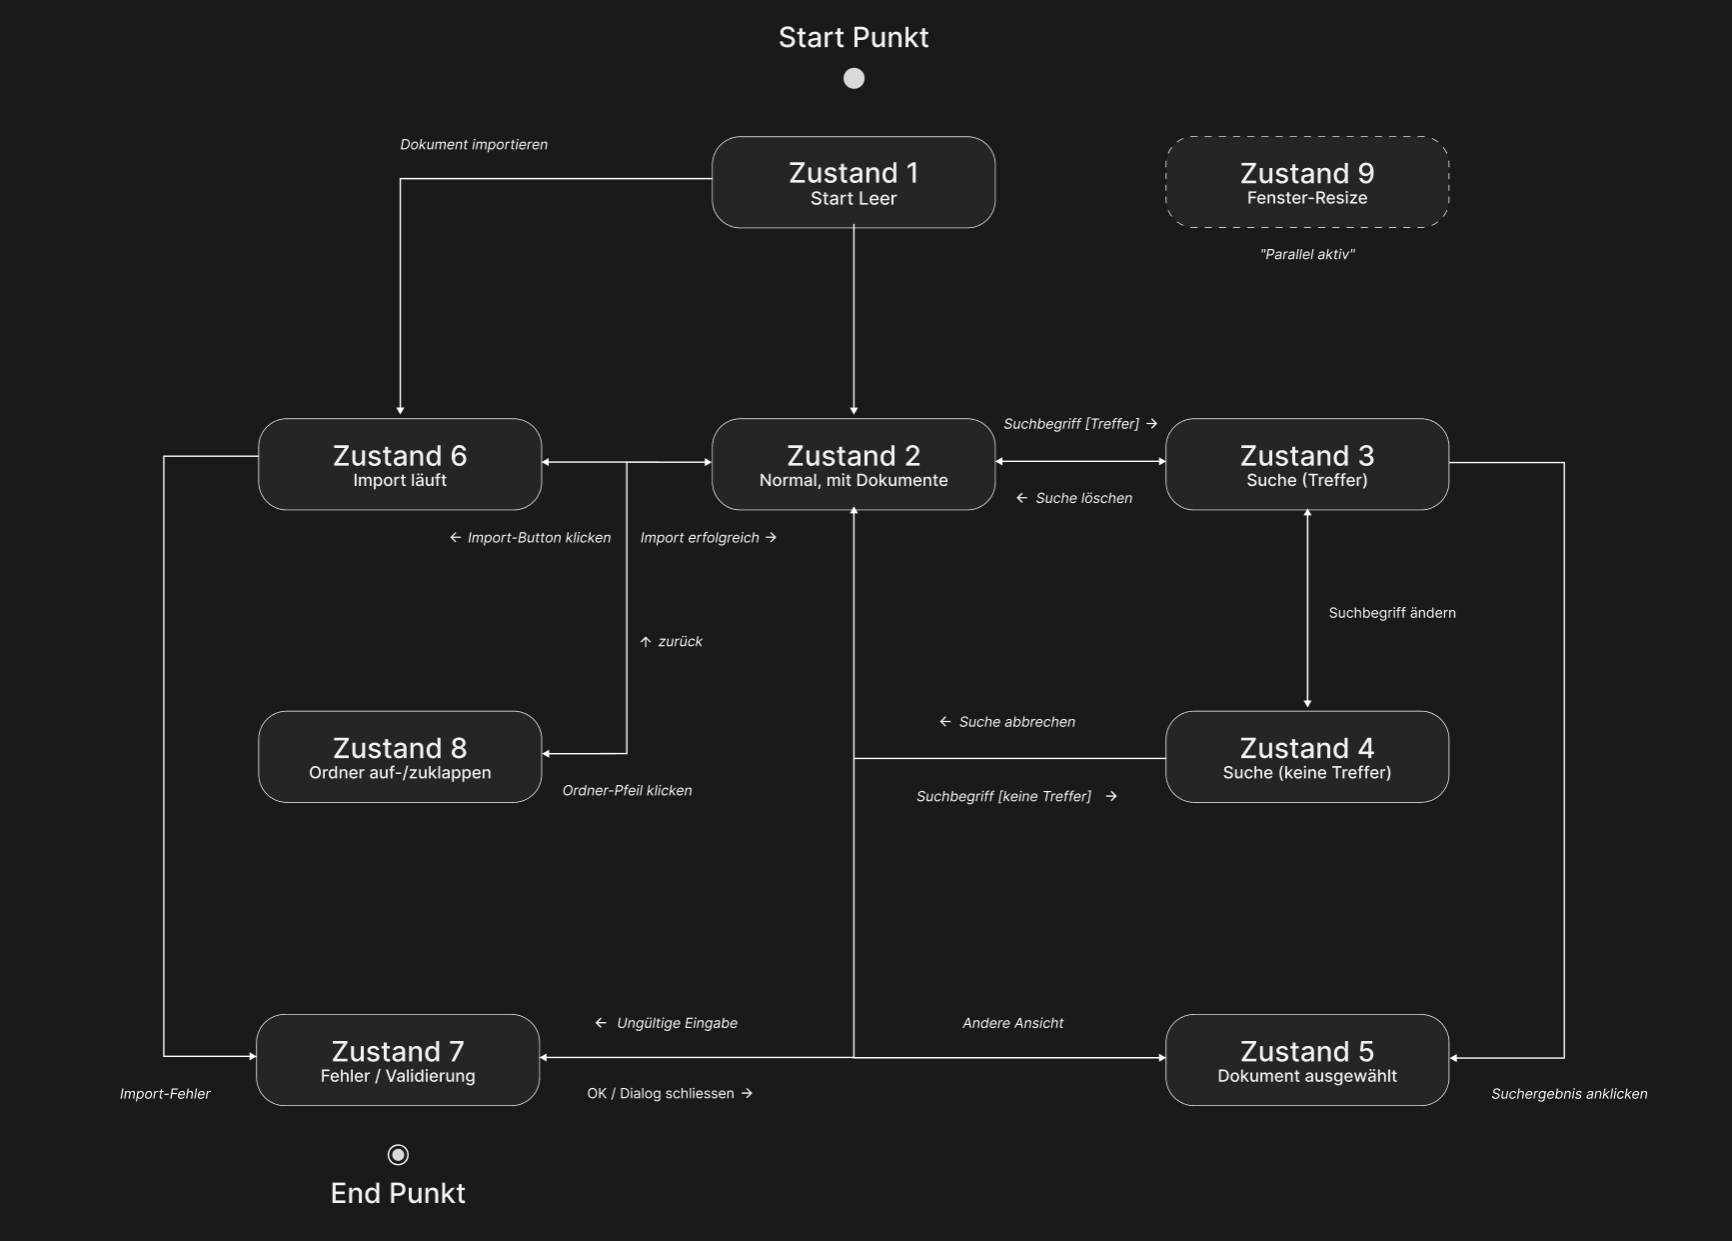 Start Punkt
Dokument importieren
Zustand 1
Start Leer
Zustand 9
Fenster-Resize
"Parallel aktiv"
Zustand 6
Import läuft
Zustand 2
Normal, mit Dokumente
Suchbegriff [Treffer] →
← Suche löschen
Zustand 3
Suche (Treffer)
← Import-Button klicken
Import erfolgreich →
Suchbegriff ändern
↑ zurück
Zustand 8
Ordner auf-/zuklappen
Ordner-Pfeil klicken
← Suche abbrechen
Suchbegriff [keine Treffer] →
Zustand 4
Suche (keine Treffer)
Zustand 7
Fehler / Validierung
Import-Fehler
← Ungültige Eingabe
OK / Dialog schliessen →
Andere Ansicht
Zustand 5
Dokument ausgewählt
Suchergebnis anklicken
End Punkt